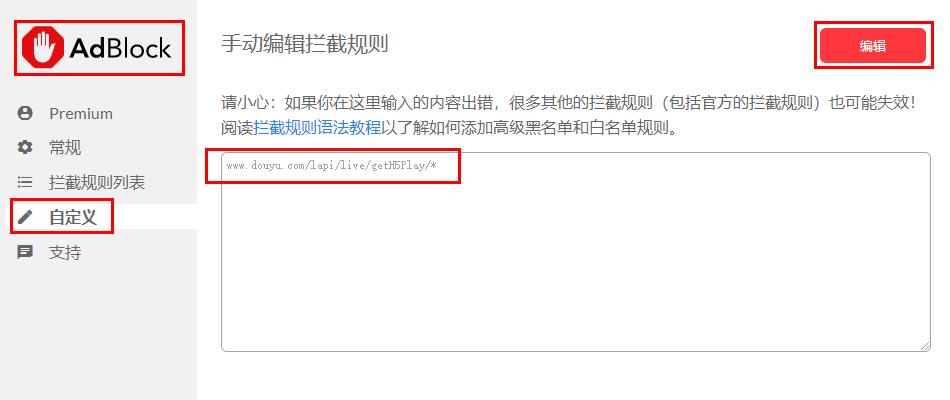 AdBlock
Premium
常规
拦截规则列表
自定义
支持
手动编辑拦截规则
编辑
请小心：如果你在这里输入的内容出错，很多其他的拦截规则（包括官方的拦截规则）也可能失效！
阅读拦截规则语法教程以了解如何添加高级黑名单和白名单规则。
www.douyu.com/lapi/live/getH5Play/*